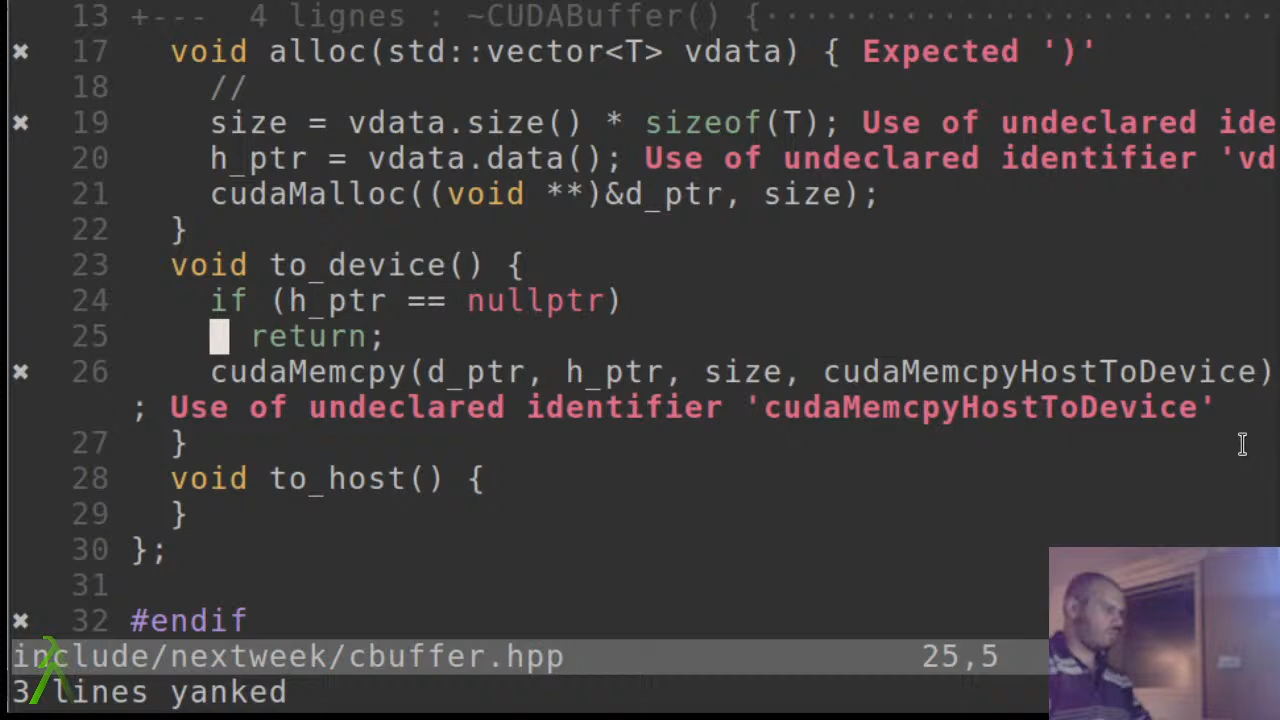 13 +--- 4 lignes : ~CUDABuffer() {····························
✖ 17 void alloc(std::vector<T> vdata) { Expected ')'
18 //
✖ 19 size = vdata.size() * sizeof(T); Use of undeclared ide
20 h_ptr = vdata.data(); Use of undeclared identifier 'vd
21 cudaMalloc((void **)&d_ptr, size);
22 }
23 void to_device() {
24 if (h_ptr == nullptr)
25 return;
✖ 26 cudaMemcpy(d_ptr, h_ptr, size, cudaMemcpyHostToDevice)
; Use of undeclared identifier 'cudaMemcpyHostToDevice'
27 }
28 void to_host() {
29 }
30 };
31
✖ 32 #endif
include/nextweek/cbuffer.hpp 25,5
3 lines yanked